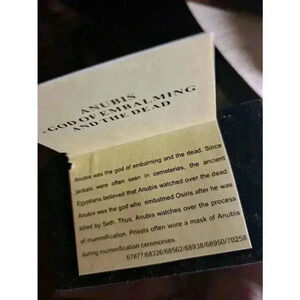 ANUBIS
-GOD OF EMBALMING
AND THE DEAD
Anubis was the god of embalming and the dead. Since
jackals were often seen in cemeteries, the ancient
Egyptians believed that Anubis watched over the dead.
Anubis was the god who embalmed Osiris after he was
killed by Seth. Thus, Anubis watches over the process
of mummification. Priests often wore a mask of Anubis
during mummification ceremonies.
67877/68326/68562/68938/68950/70258